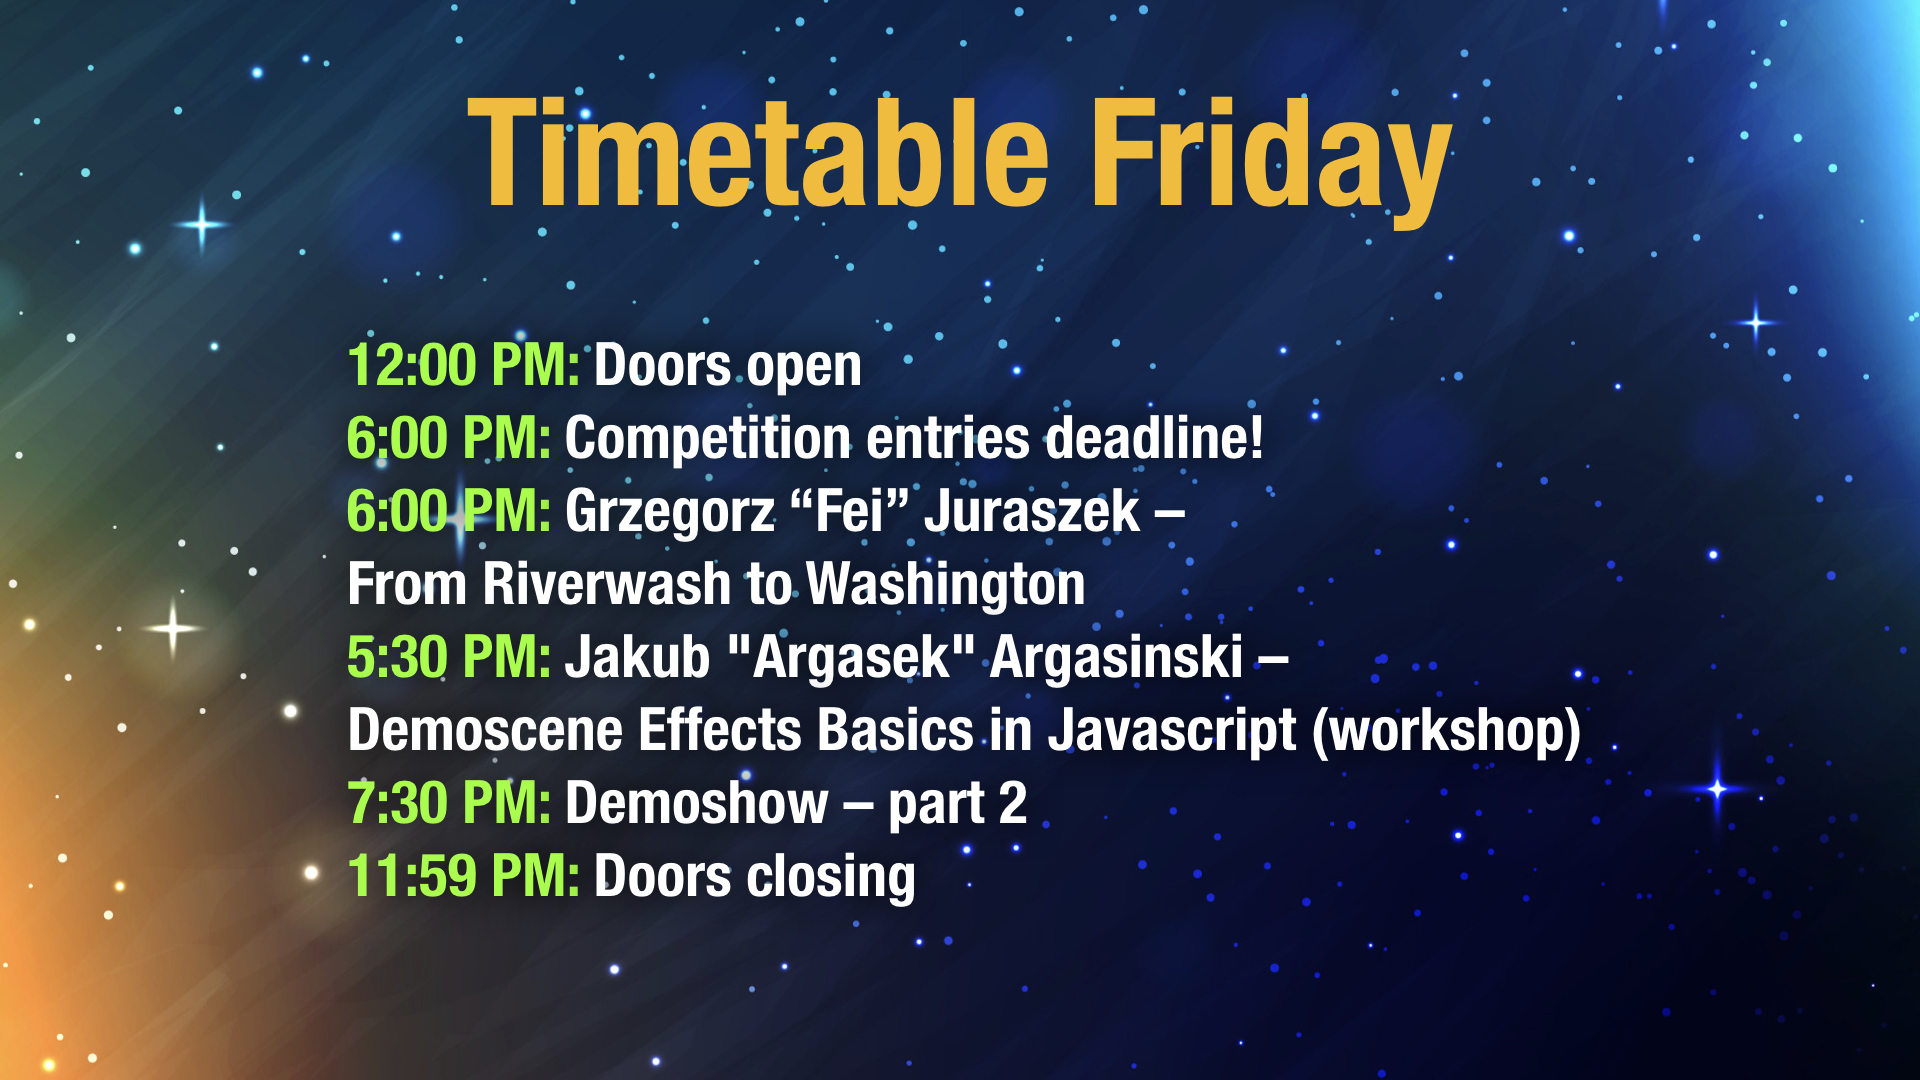 Timetable Friday
12:00 PM: Doors open
6:00 PM: Competition entries deadline!
6:00 PM: Grzegorz “Fei” Juraszek –
From Riverwash to Washington
5:30 PM: Jakub "Argasek" Argasinski –
Demoscene Effects Basics in Javascript (workshop)
7:30 PM: Demoshow – part 2
11:59 PM: Doors closing